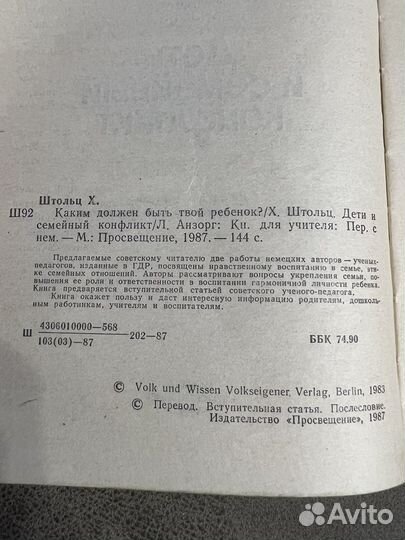 Штольц Х.
Ш92 Каким должен быть твой ребенок?/Х. Штольц. Дети и
семейный конфликт/Л. Анзорг: Кн. для учителя: Пер. с
нем. — М.: Просвещение, 1987. — 144 с.
Предлагаемые советскому читателю две работы немецких авторов — ученых-
педагогов, изданные в ГДР, посвящены нравственному воспитанию в семье, эти-
ке семейных отношений. Авторы рассматривают вопросы укрепления семьи, по-
вышения ее роли и ответственности в воспитании гармоничной личности ребенка.
Книга предваряется вступительной статьей советского ученого-педагога.
Книга окажет пользу и даст интересную информацию родителям, дошколь-
ным работникам, учителям и воспитателям.
Ш 4306010000—568
103(03)—87 202—87
ББК 74.90
© Volk und Wissen Volkseigener, Verlag, Berlin, 1983
© Перевод. Вступительная статья. Послесловие.
Издательство «Просвещение», 1987
Avito